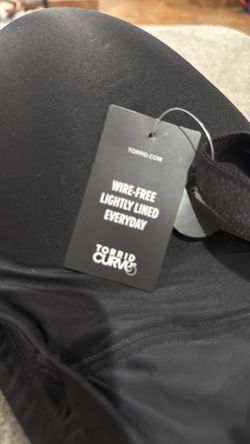 TORRID.COM
WIRE-FREE
LIGHTLY LINED
EVERYDAY
TORRID
CURVE